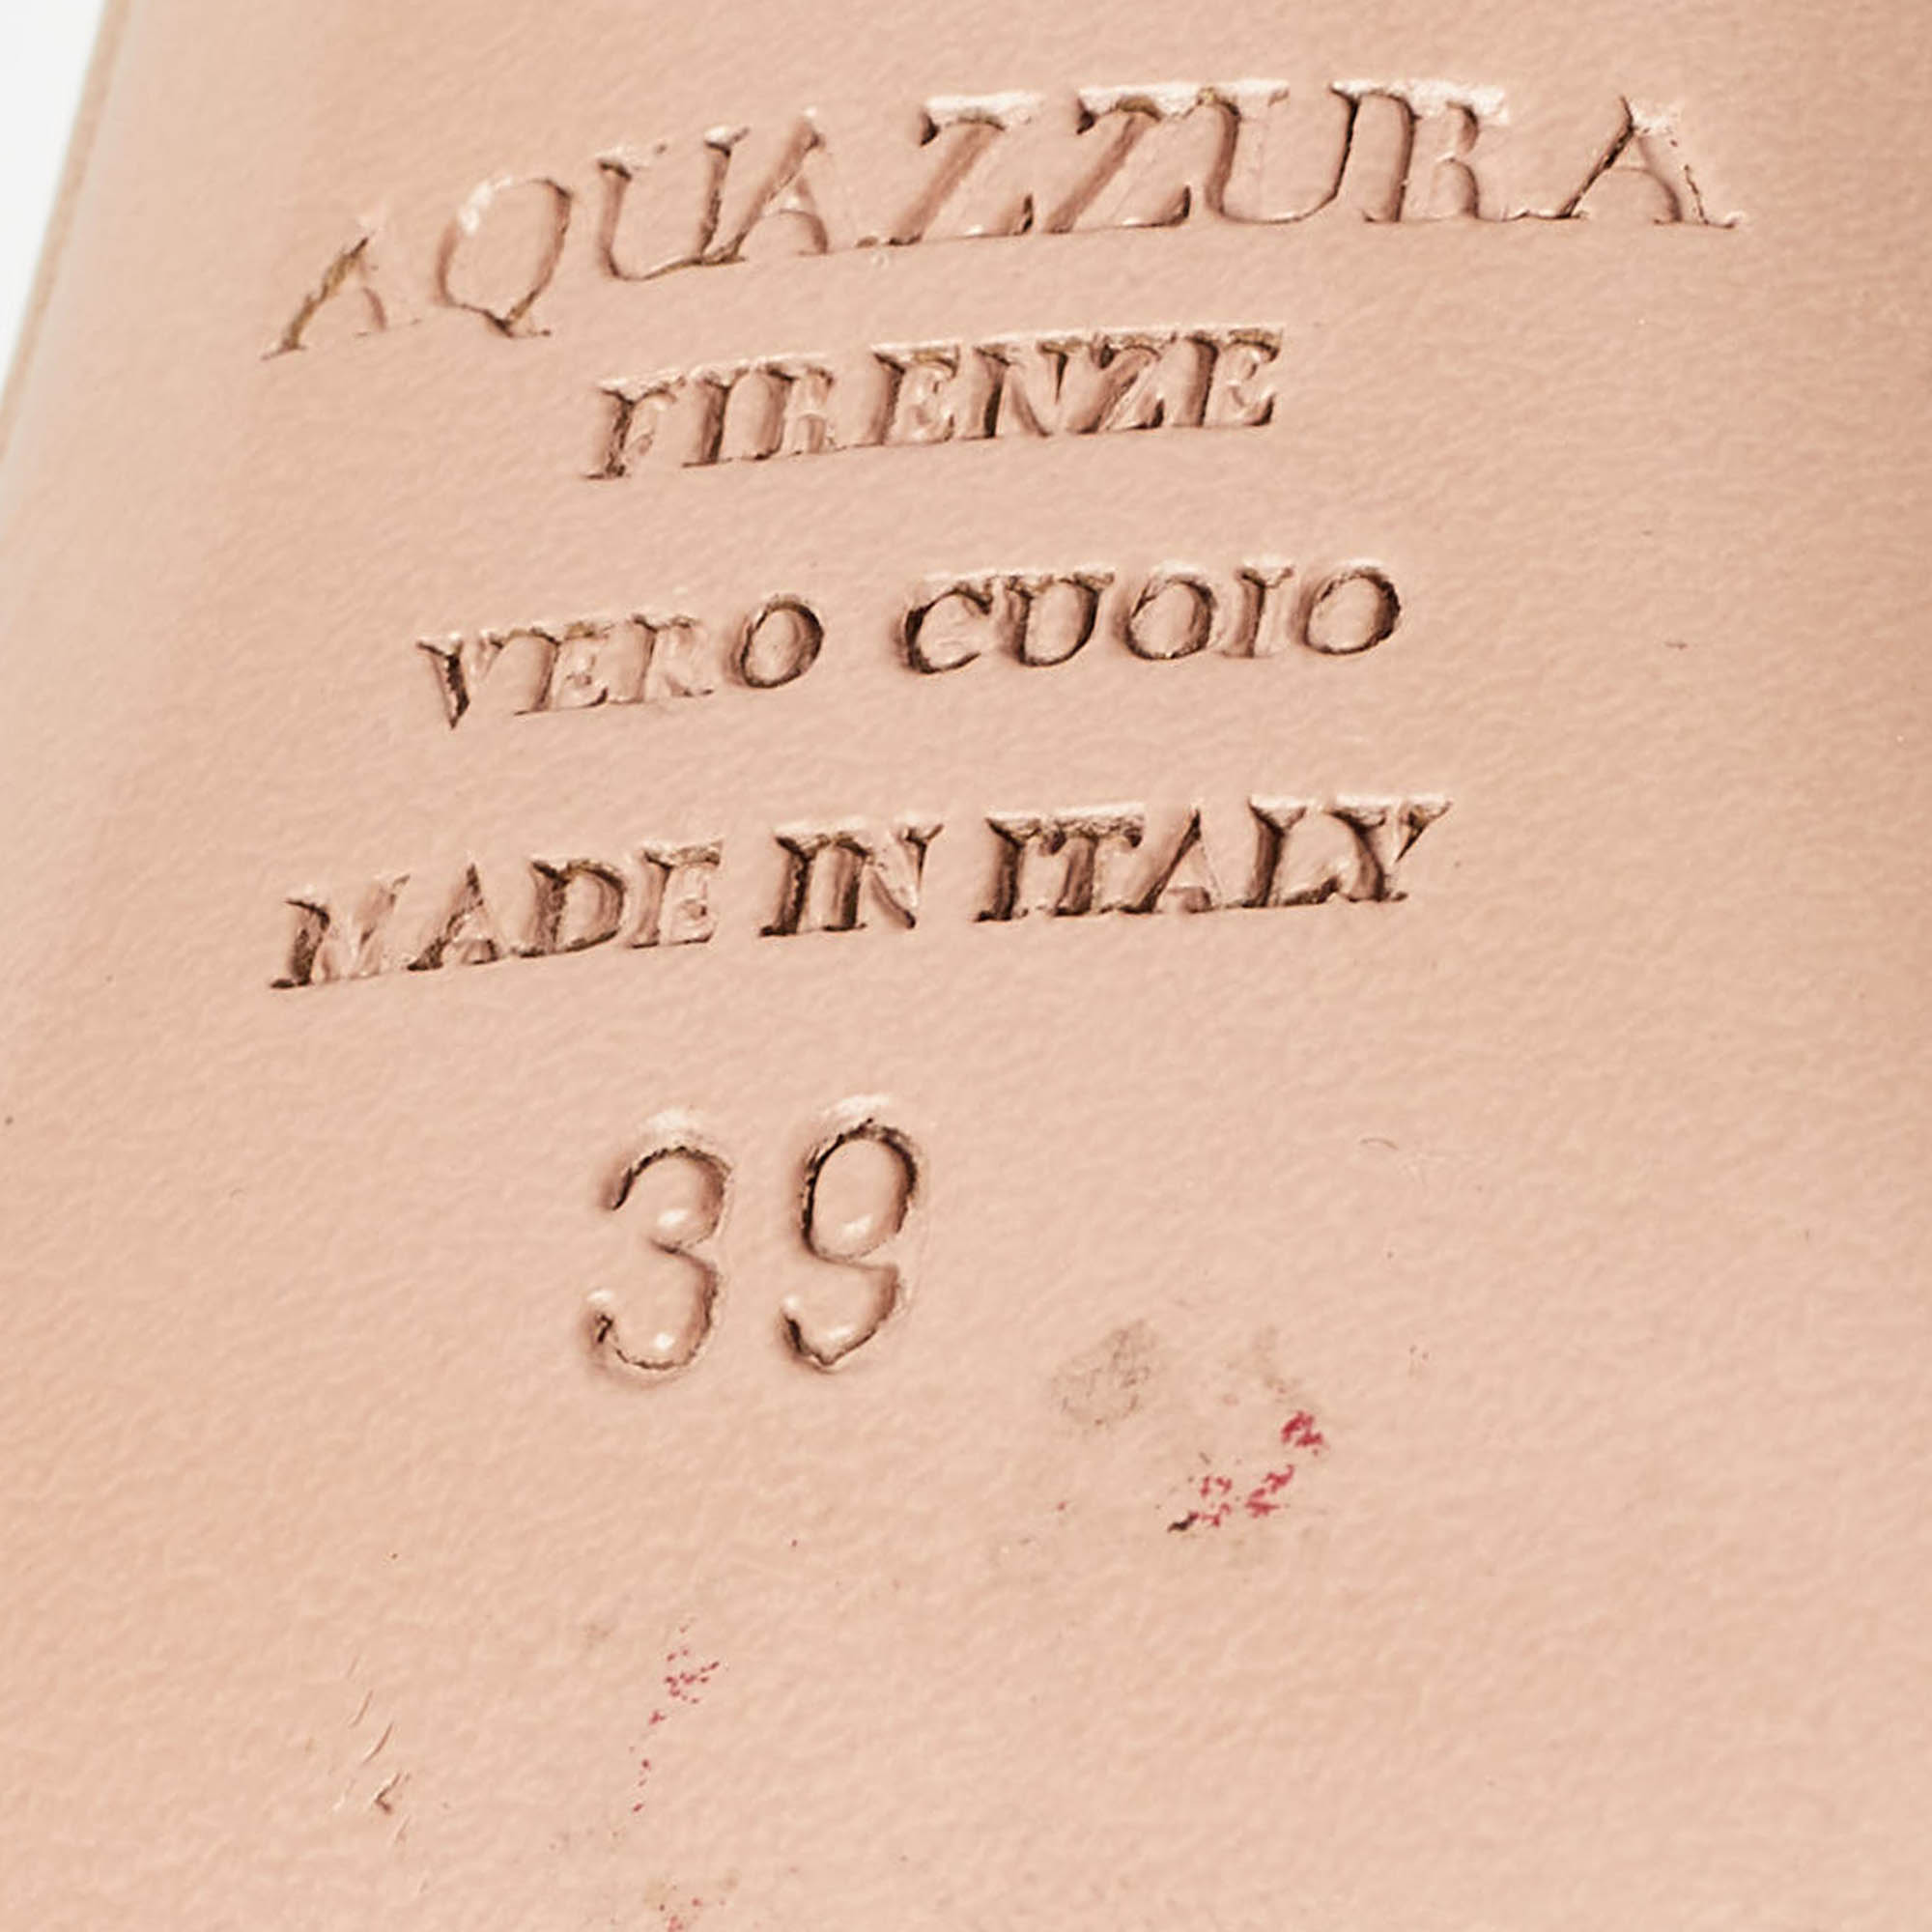 AQUAZZURA
FIRENZE
VERO CUOIO
MADE IN ITALY
39